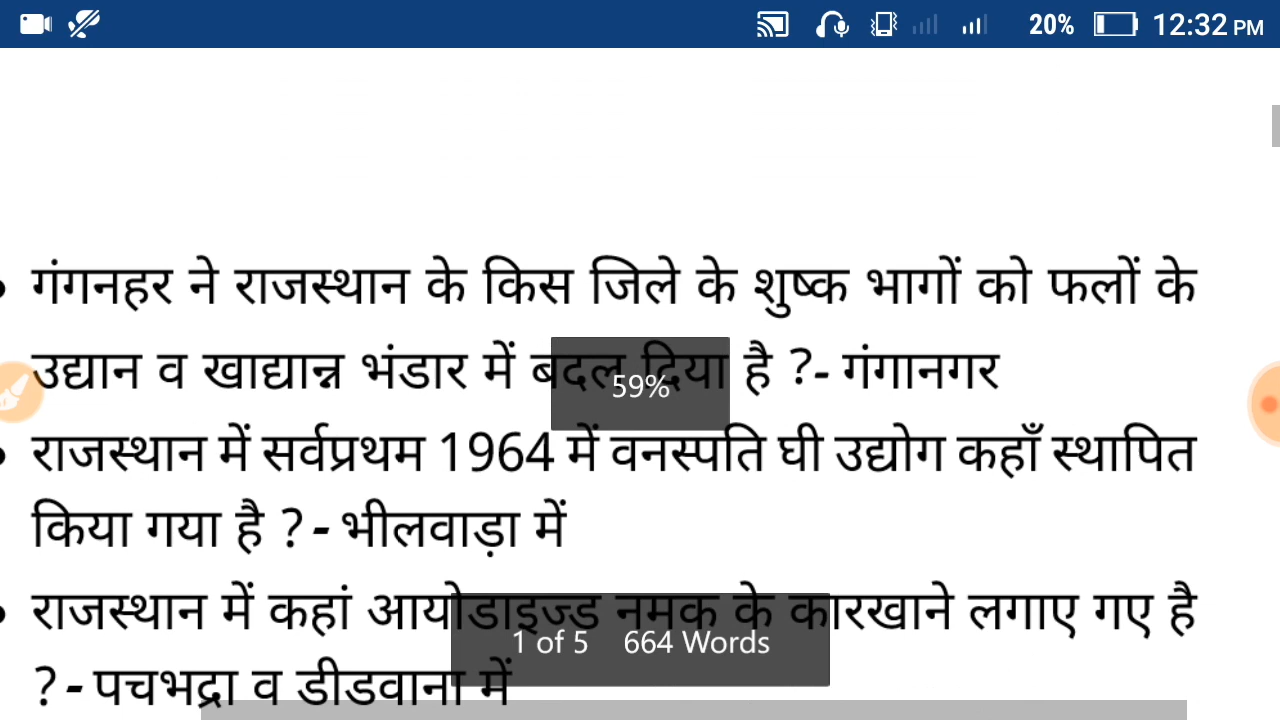 20% 12:32 PM
• गंगनहर ने राजस्थान के किस जिले के शुष्क भागों को फलों के
उद्यान व खाद्यान्न भंडार में बदल दिया है ?- गंगानगर
59%
• राजस्थान में सर्वप्रथम 1964 में वनस्पति घी उद्योग कहाँ स्थापित
किया गया है ?- भीलवाड़ा में
• राजस्थान में कहां आयोडाइज्ड नमक के कारखाने लगाए गए है
1 of 5 664 Words
?- पचभद्रा व डीडवाना में